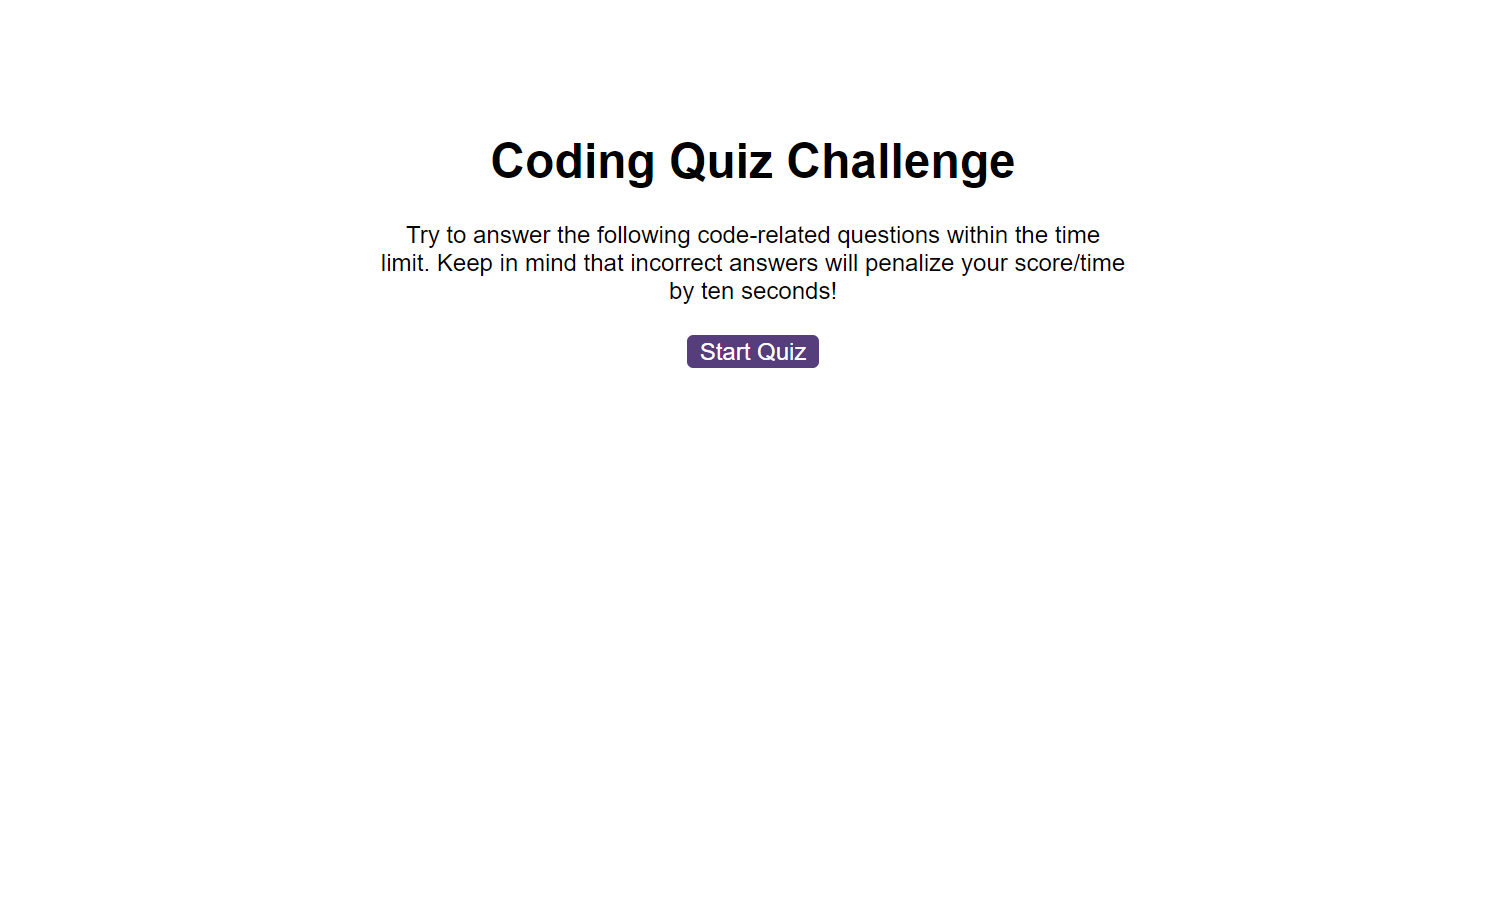 Coding Quiz Challenge
Try to answer the following code-related questions within the time
limit. Keep in mind that incorrect answers will penalize your score/time
by ten seconds!
Start Quiz